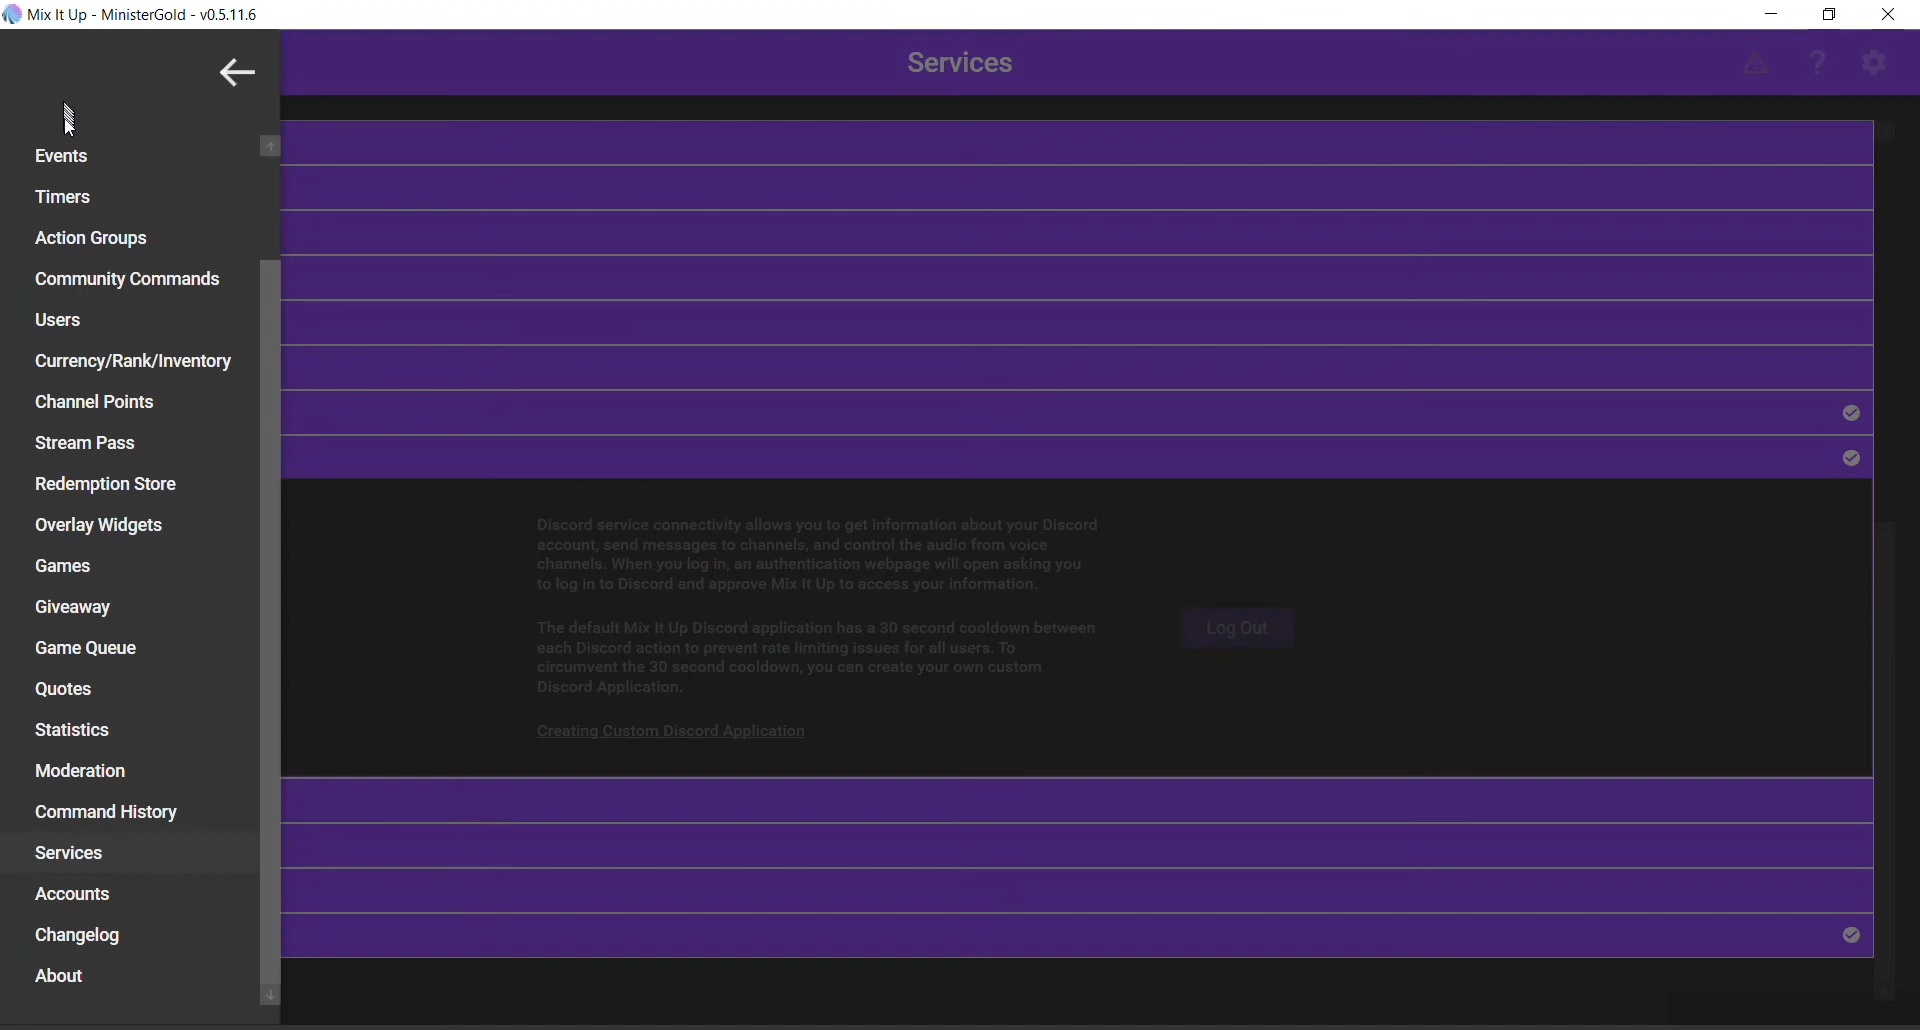 Mix It Up - MinisterGold - v0.5.11.6
Services
?
Events
Timers
Action Groups
Community Commands
Users
Currency/Rank/Inventory
Channel Points
Stream Pass
Redemption Store
Overlay Widgets
Games
Giveaway
Game Queue
Quotes
Statistics
Moderation
Command History
Services
Accounts
Changelog
About
Discord service connectivity allows you to get information about your Discord
account, send messages to channels, and control the audio from voice
channels. When you log in, an authentication webpage will open asking you
to log in to Discord and approve Mix It Up to access your information.
The default Mix It Up Discord application has a 30 second cooldown between
each Discord action to prevent rate limiting issues for all users. To
circumvent the 30 second cooldown, you can create your own custom
Discord Application.
Creating Custom Discord Application
Log Out